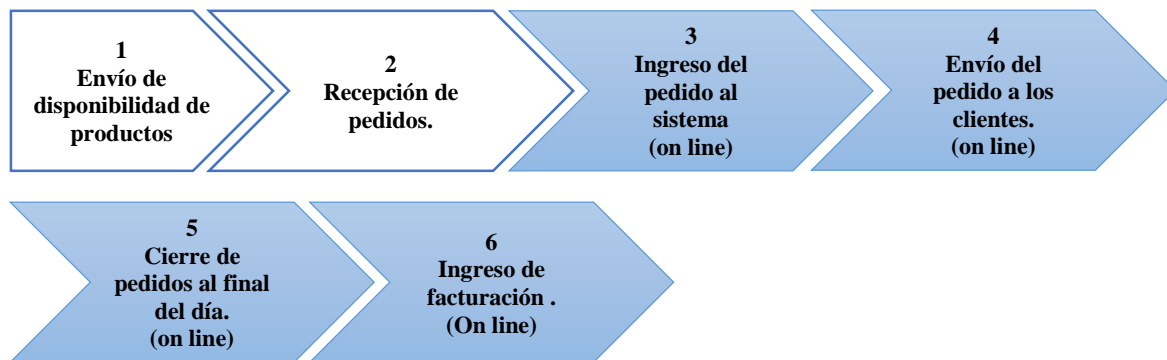 1
Envío de
disponibilidad de
productos
2
Recepción de
pedidos.
3
Ingreso del
pedido al
sistema
(on line)
4
Envío del
pedido a los
clientes.
(on line)
5
Cierre de
pedidos al final
del día.
(on line)
6
Ingreso de
facturación .
(On line)